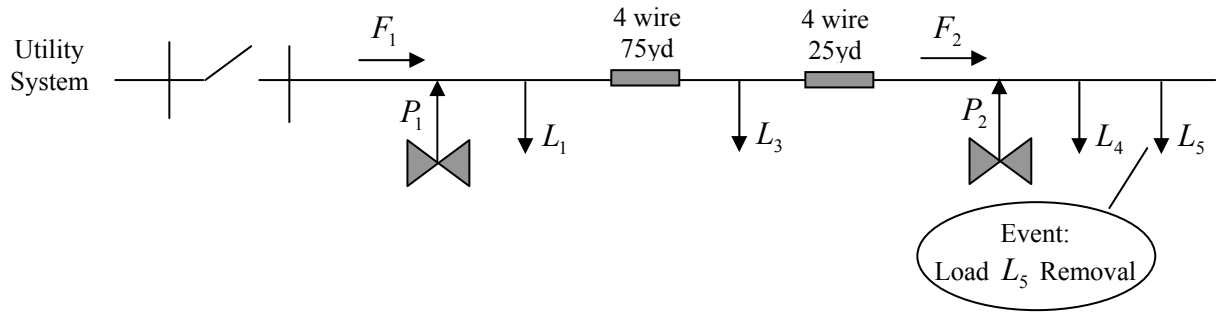 Utility
System
F₁
P₁
L₁
4 wire
75yd
L₃
4 wire
25yd
F₂
P₂
L₄
L₅
Event:
Load L₅ Removal